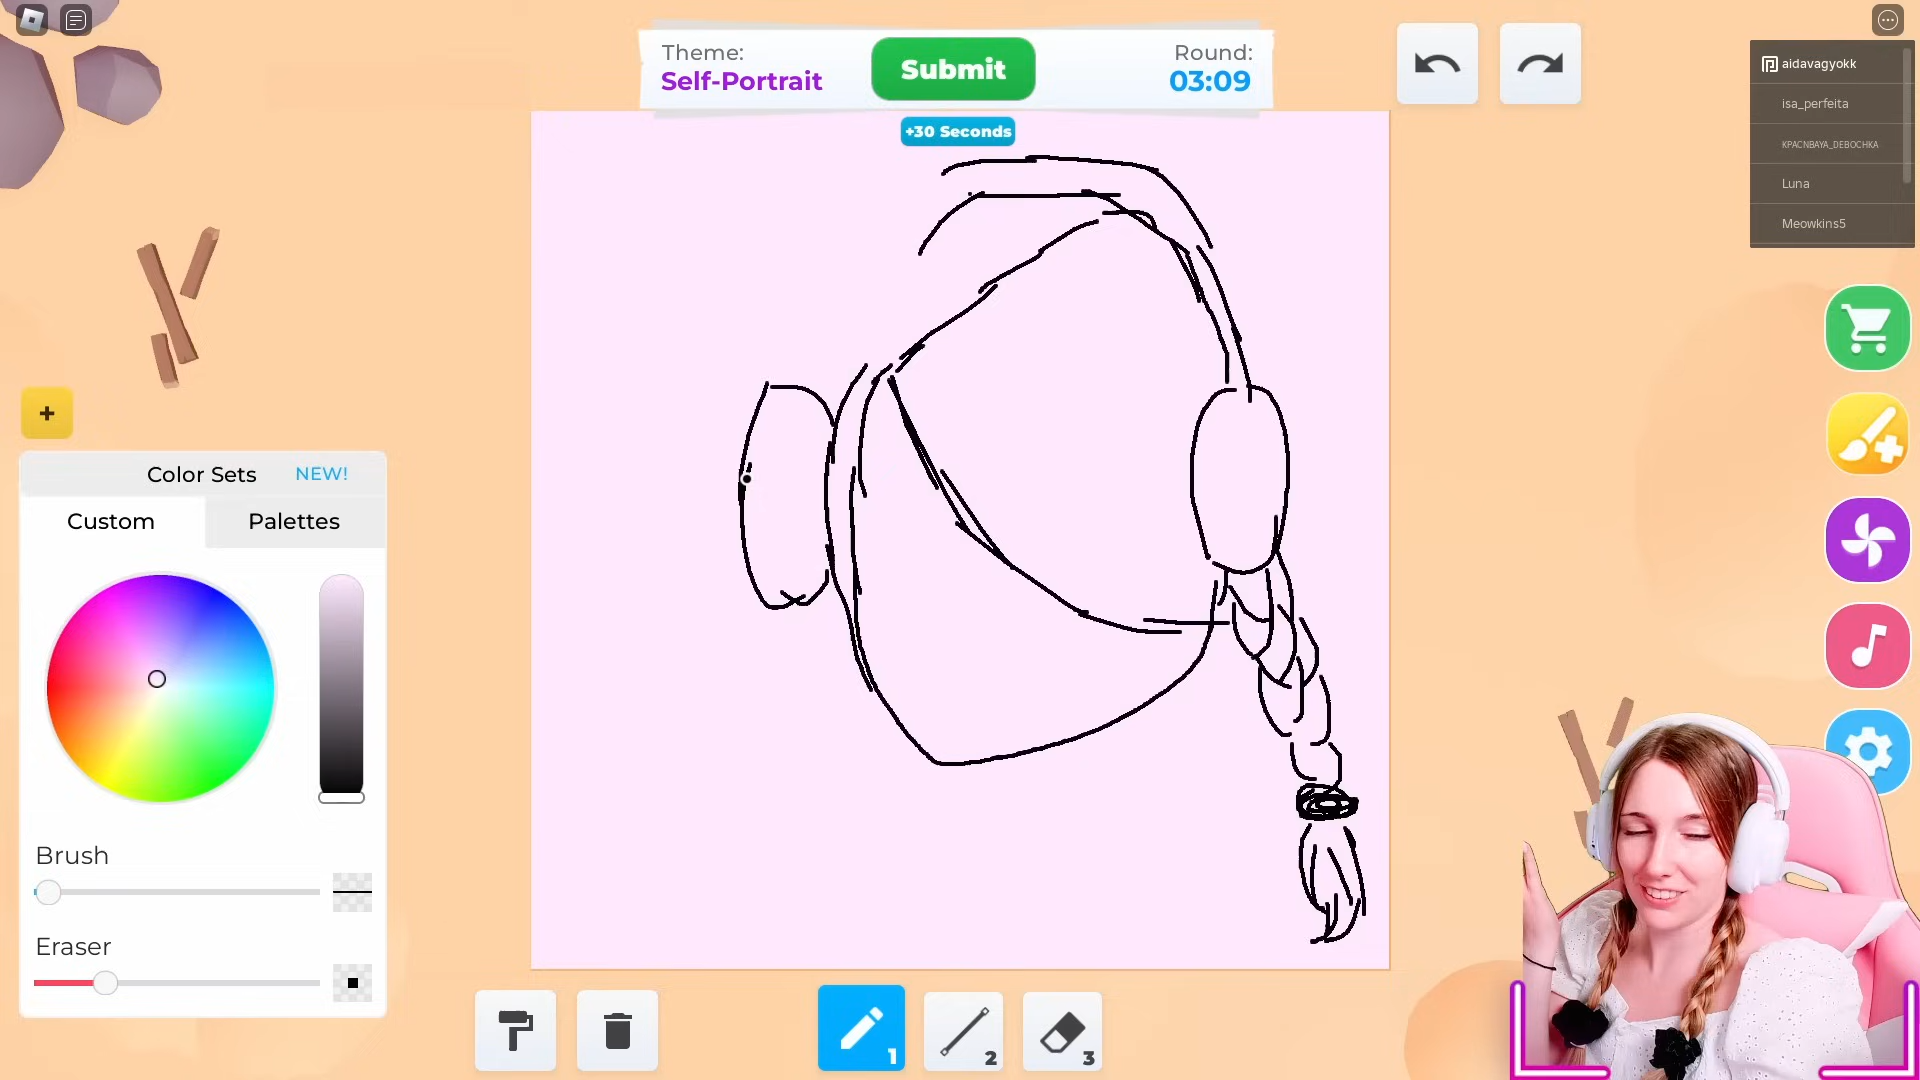 Theme:
Self-Portrait
Submit
Round:
03:09
+30 Seconds
aidavagyokk
isa_perfeita
KPACNBAYA_DEBOCHKA
Luna
Meowkins5
+
Color Sets
NEW!
Custom
Palettes
Brush
Eraser
1
2
3